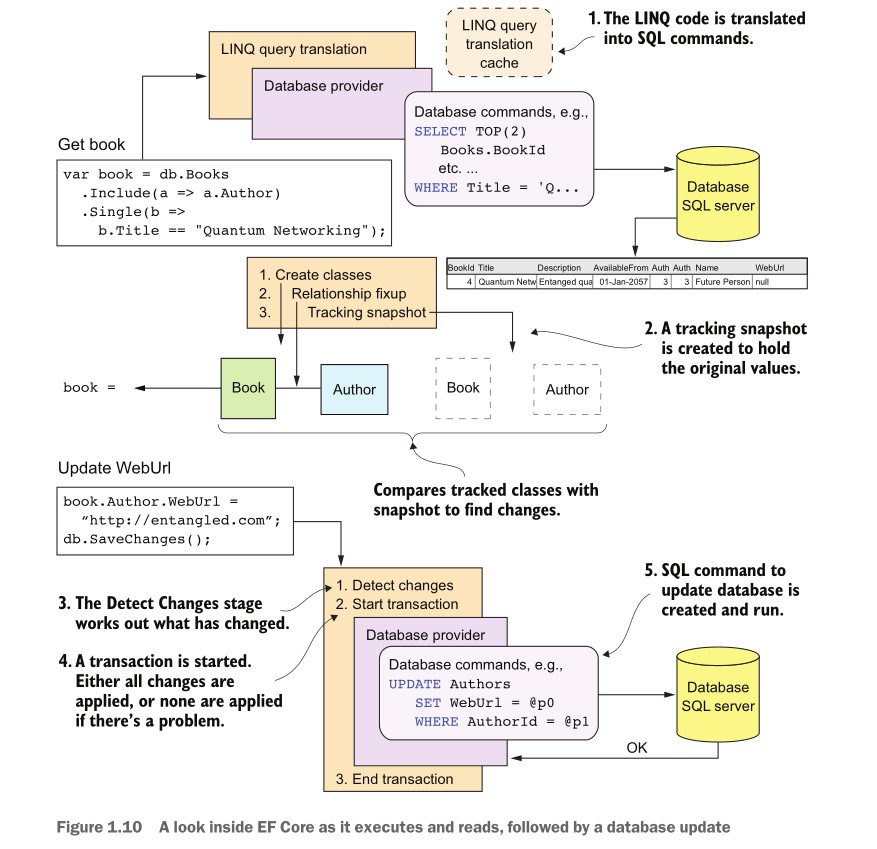 LINQ query translation
LINQ query
translation
cache
1. The LINQ code is translated
into SQL commands.
Database provider
Database commands, e.g.,
SELECT TOP(2)
Books.BookId
etc. ...
WHERE Title = 'Q...
Database
SQL server
Get book
var book = db.Books
.Include(a => a.Author)
.Single(b =>
b.Title == "Quantum Networking");
BookId Title Description AvailableFrom Auth Auth Name WebUrl
4 Quantum Netw Entanged qua 01-Jan-2057 3 3 Future Person null
1. Create classes
2. Relationship fixup
3. Tracking snapshot
2. A tracking snapshot
is created to hold
the original values.
book =
Book
Author
Book
Author
Compares tracked classes with
snapshot to find changes.
Update WebUrl
book.Author.WebUrl =
“http://entangled.com”;
db.SaveChanges();
3. The Detect Changes stage
works out what has changed.
4. A transaction is started.
Either all changes are
applied, or none are applied
if there’s a problem.
1. Detect changes
2. Start transaction
Database provider
Database commands, e.g.,
UPDATE Authors
SET WebUrl = @p0
WHERE AuthorId = @p1
3. End transaction
5. SQL command to
update database is
created and run.
Database
SQL server
OK
Figure 1.10 A look inside EF Core as it executes and reads, followed by a database update